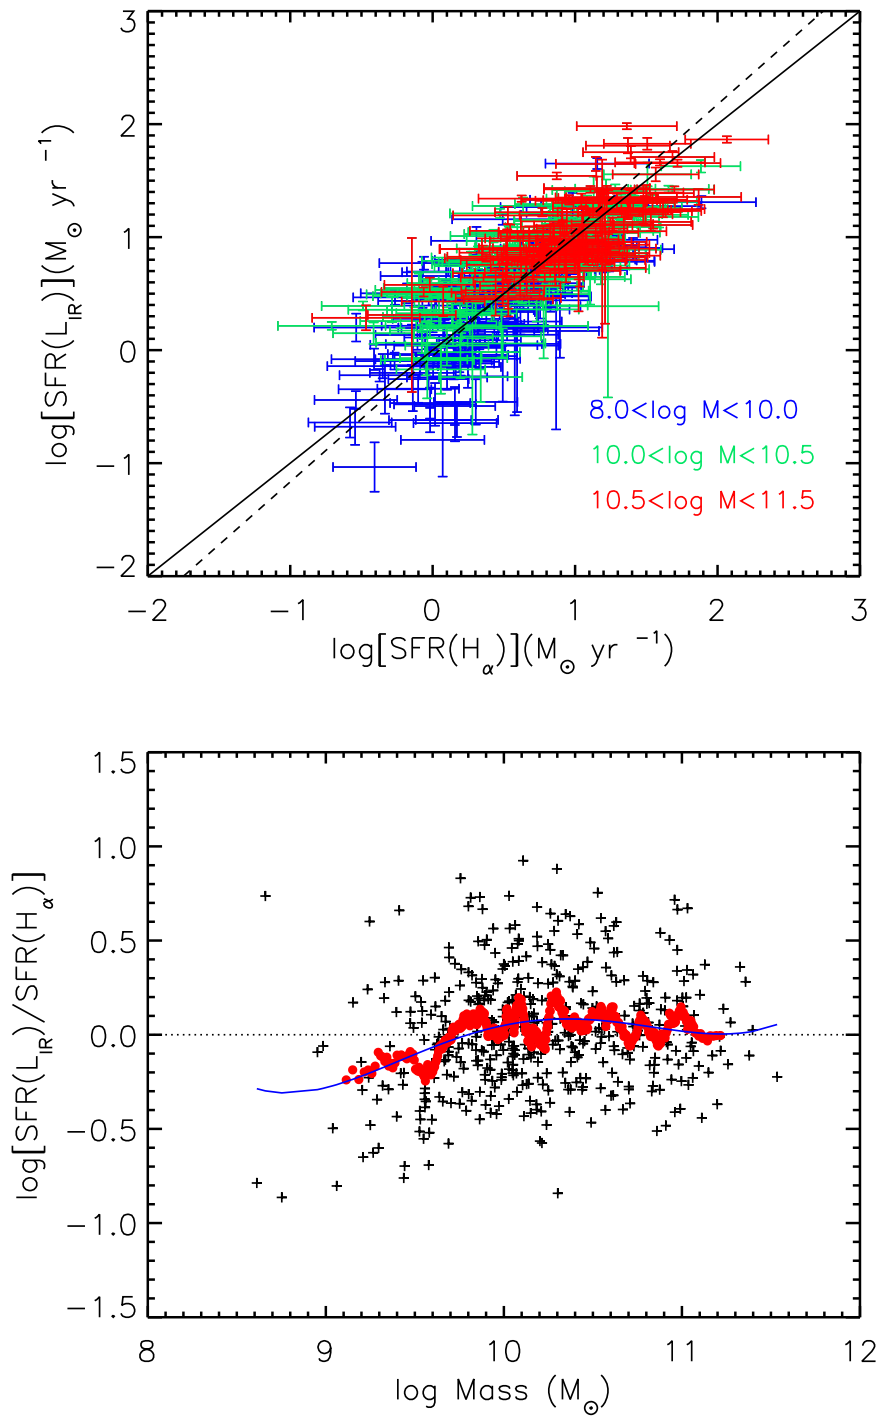 3
2
1
0
−1
−2
log[SFR(L_IR)](M_⊙ yr ⁻¹)
8.0<log M<10.0
10.0<log M<10.5
10.5<log M<11.5
−2 −1 0 1 2 3
log[SFR(H_α)](M_⊙ yr ⁻¹)
1.5
1.0
0.5
0.0
−0.5
−1.0
−1.5
log[SFR(L_IR)/SFR(H_α)]
8 9 10 11 12
log Mass (M_⊙)